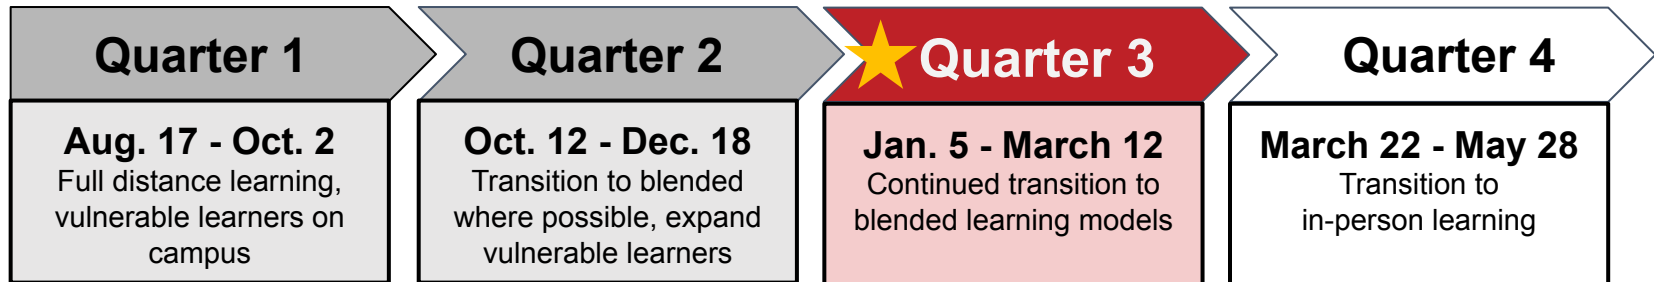 Quarter 1
Aug. 17 - Oct. 2
Full distance learning,
vulnerable learners on
campus
Quarter 2
Oct. 12 - Dec. 18
Transition to blended
where possible, expand
vulnerable learners
Quarter 3
Jan. 5 - March 12
Continued transition to
blended learning models
Quarter 4
March 22 - May 28
Transition to
in-person learning